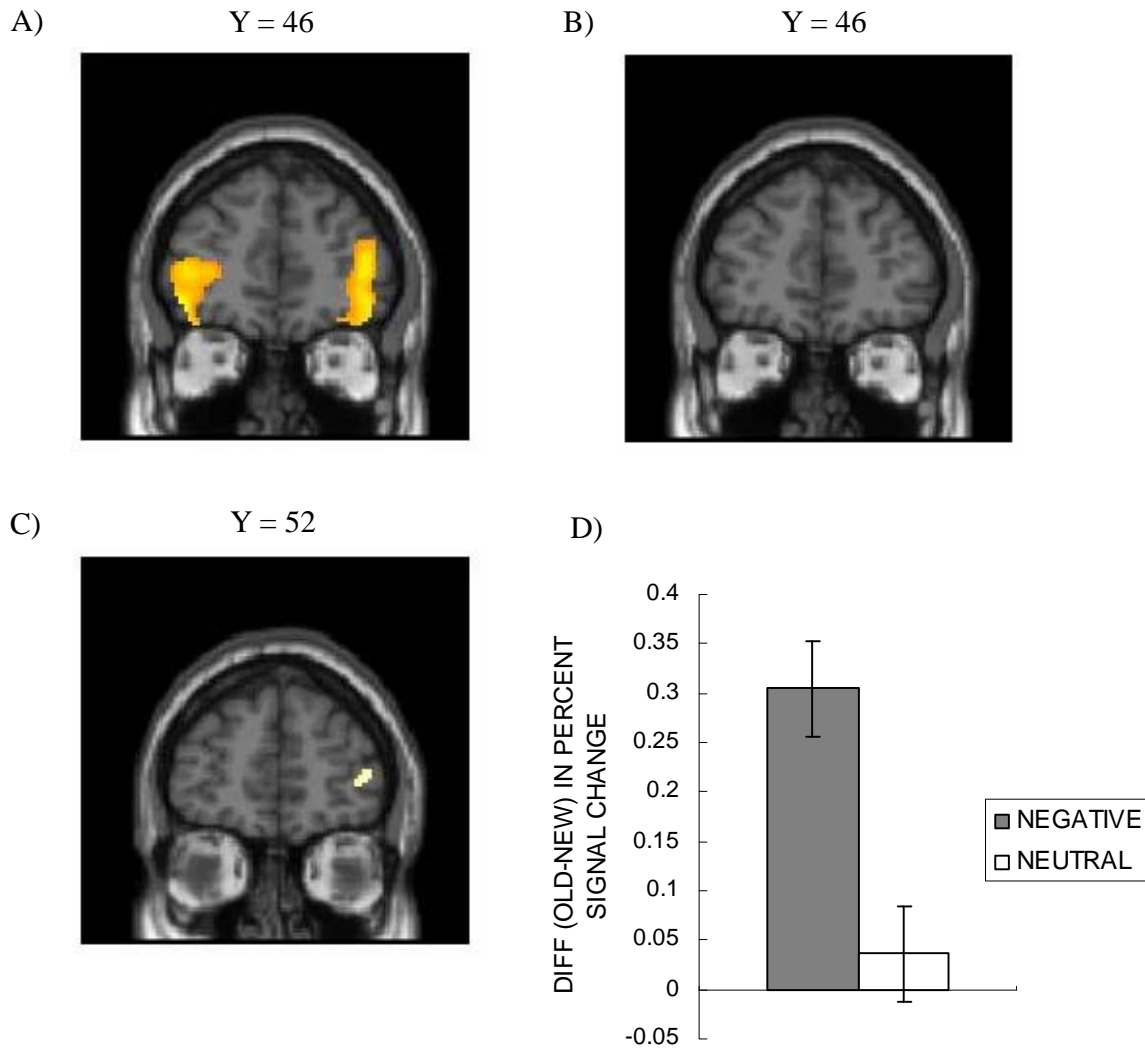 A)
Y = 46
B)
Y = 46
C)
Y = 52
D)
DIFF (OLD-NEW) IN PERCENT
SIGNAL CHANGE
0.4
0.35
0.3
0.25
0.2
0.15
0.1
0.05
0
-0.05
NEGATIVE
NEUTRAL